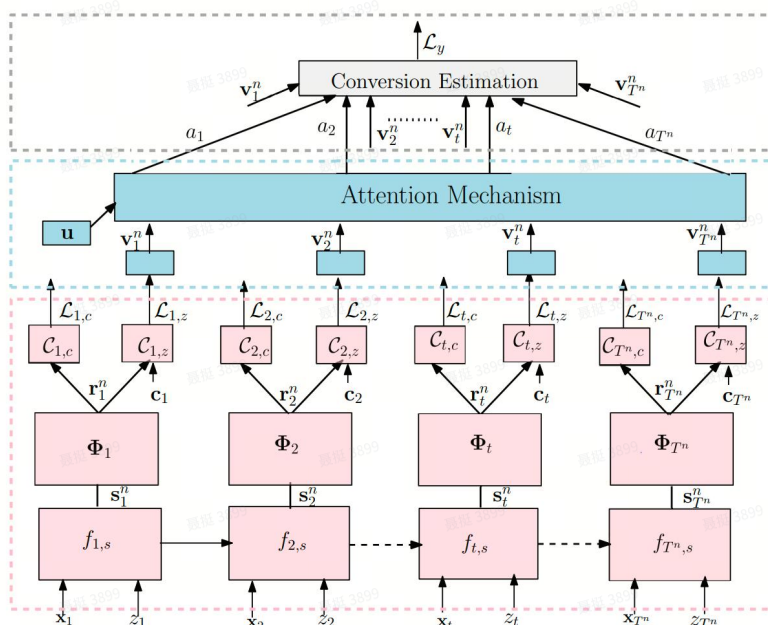 ℒ_y
Conversion Estimation
v_1^n v_{T^n}^n
a_1 a_2 v_2^n ........ v_t^n a_t a_{T^n}
Attention Mechanism
u
v_1^n v_2^n v_t^n v_{T^n}^n
ℒ_{1,c} ℒ_{1,z} ℒ_{2,c} ℒ_{2,z} ℒ_{t,c} ℒ_{t,z} ℒ_{T^n,c} ℒ_{T^n,z}
𝒞_{1,c} 𝒞_{1,z} 𝒞_{2,c} 𝒞_{2,z} 𝒞_{t,c} 𝒞_{t,z} 𝒞_{T^n,c} 𝒞_{T^n,z}
r_1^n c_1 r_2^n c_2 r_t^n c_t r_{T^n}^n c_{T^n}
Φ_1 Φ_2 Φ_t Φ_{T^n}
s_1^n s_2^n s_t^n s_{T^n}^n
f_{1,s} f_{2,s} f_{t,s} f_{T^n,s}
x_1 z_1 x_2 z_2 x_t z_t x_{T^n} z_{T^n}
聂挺 3899